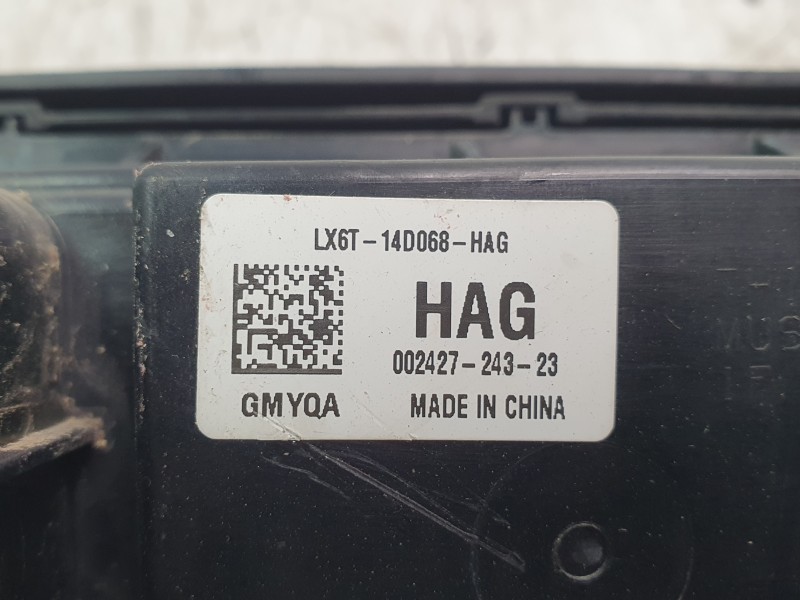 LX6T-14D068-HAG
HAG
002427-243-23
GMYQA
MADE IN CHINA